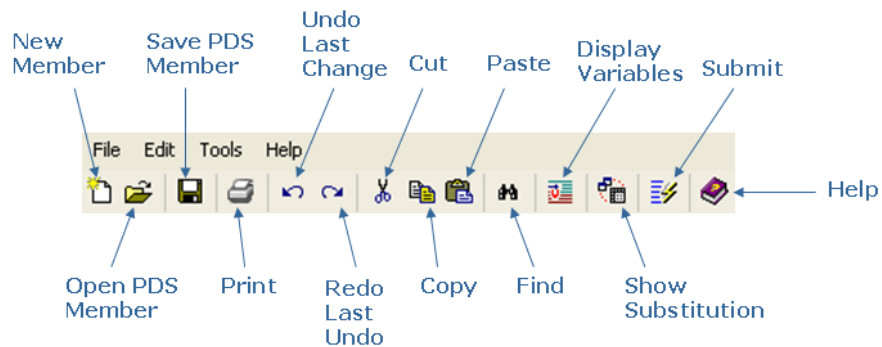 New
Member
Save PDS
Member
Undo
Last
Change
Cut
Paste
Display
Variables
Submit
File Edit Tools Help
Help
Open PDS
Member
Print
Redo
Last
Undo
Copy
Find
Show
Substitution